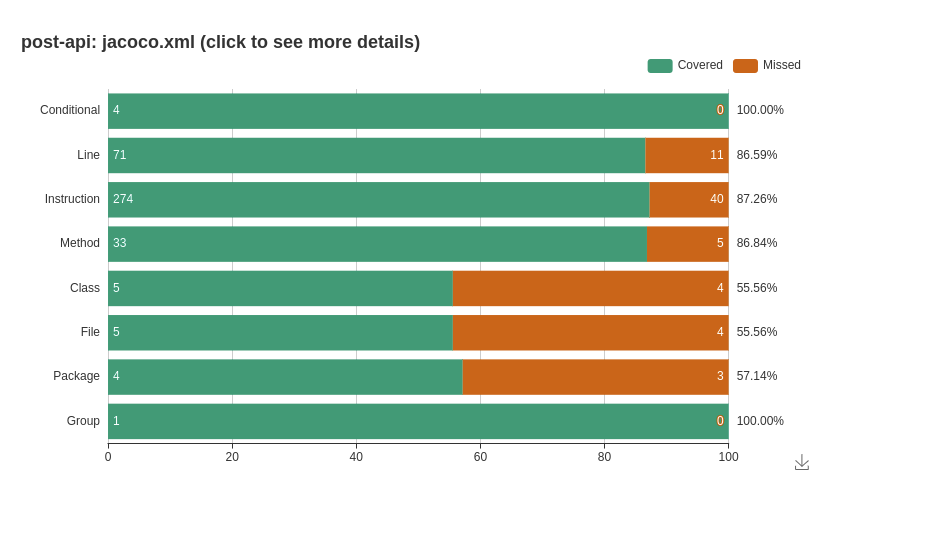 post-api: jacoco.xml (click to see more details)
Covered Missed
Conditional 4 0 100.00%
Line 71 11 86.59%
Instruction 274 40 87.26%
Method 33 5 86.84%
Class 5 4 55.56%
File 5 4 55.56%
Package 4 3 57.14%
Group 1 0 100.00%
0 20 40 60 80 100